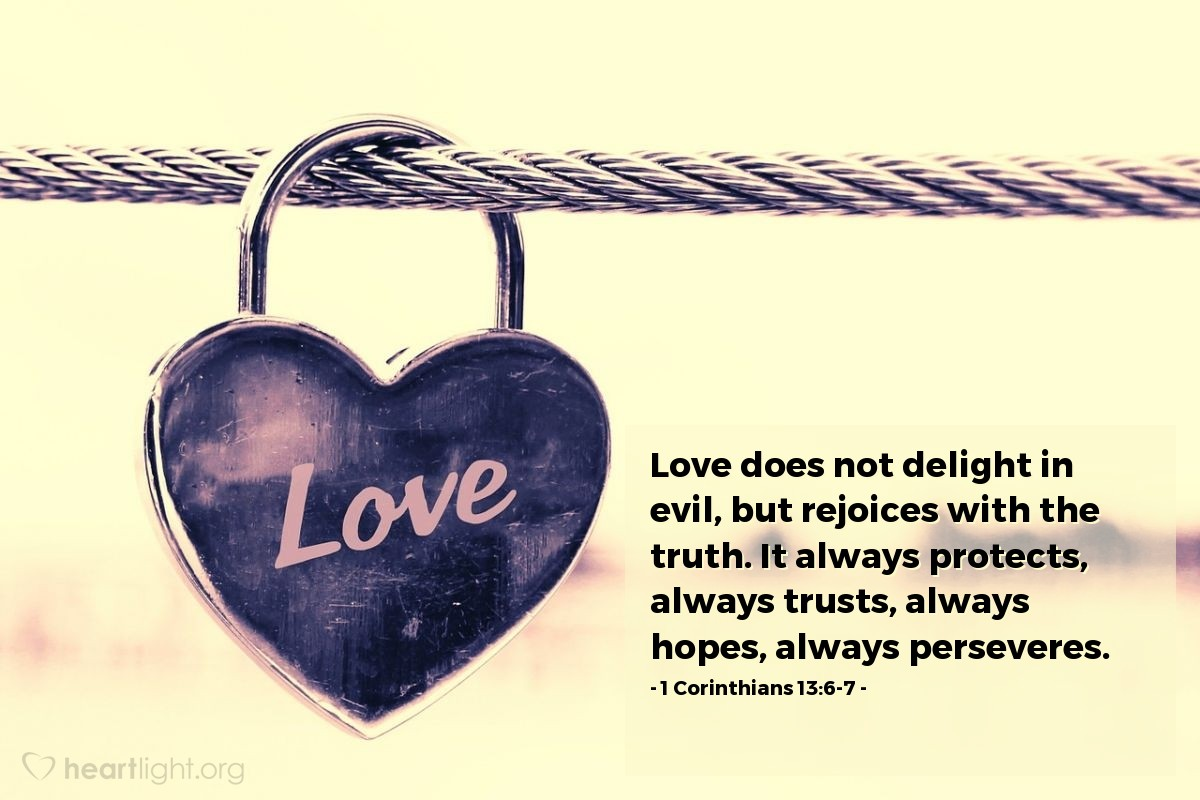 Love
Love does not delight in
evil, but rejoices with the
truth. It always protects,
always trusts, always
hopes, always perseveres.
- 1 Corinthians 13:6-7 -
heartlight.org